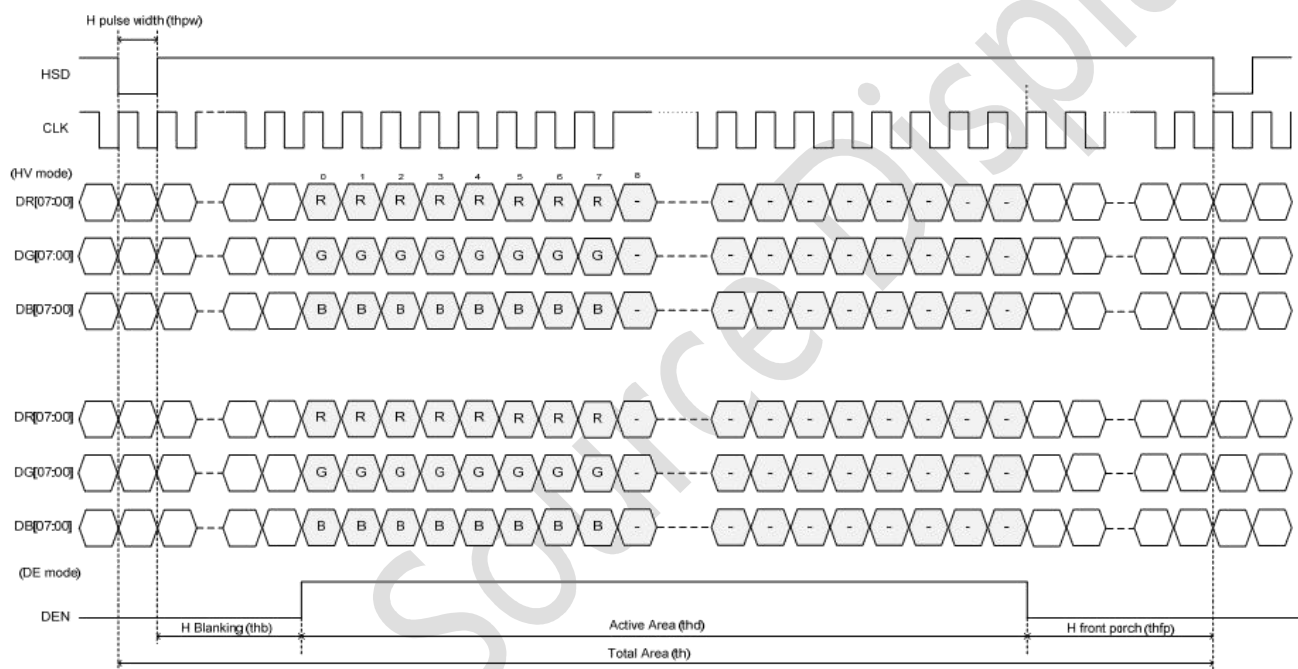 H pulse width (thpw)
HSD
CLK
(HV mode)
0 1 2 3 4 5 6 7 8
DR[07:00] R R R R R R R R - - - - - - - - -
DG[07:00] G G G G G G G G - - - - - - - - -
DB[07:00] B B B B B B B B - - - - - - - - -
DR[07:00] R R R R R R R R - - - - - - - - -
DG[07:00] G G G G G G G G - - - - - - - - -
DB[07:00] B B B B B B B B - - - - - - - - -
(DE mode)
DEN
H Blanking (thb) Active Area (thd) H front porch (thfp)
Total Area (th)
Source Display